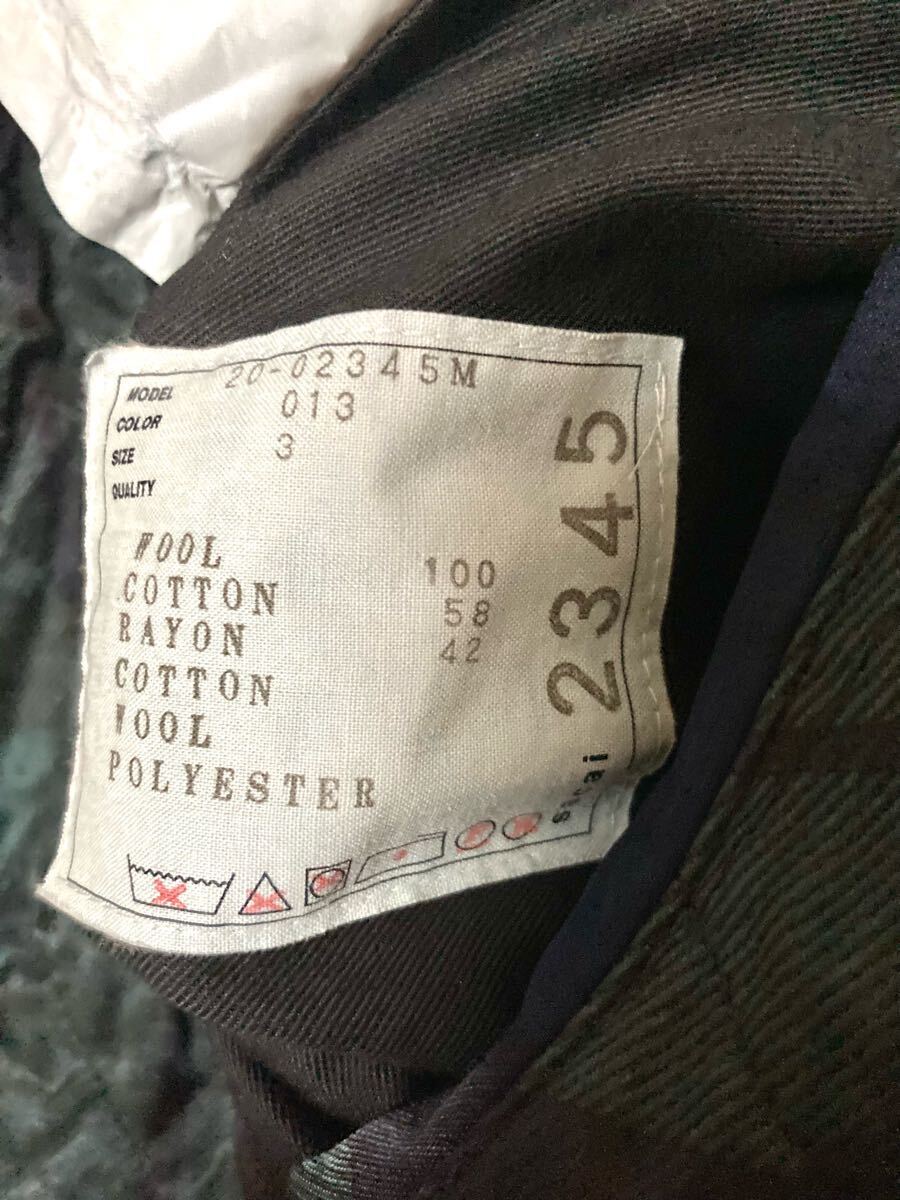 MODEL 20-02345M
COLOR 013
SIZE 3
QUALITY
WOOL 100
COTTON 58
RAYON 42
COTTON
WOOL
POLYESTER
2345